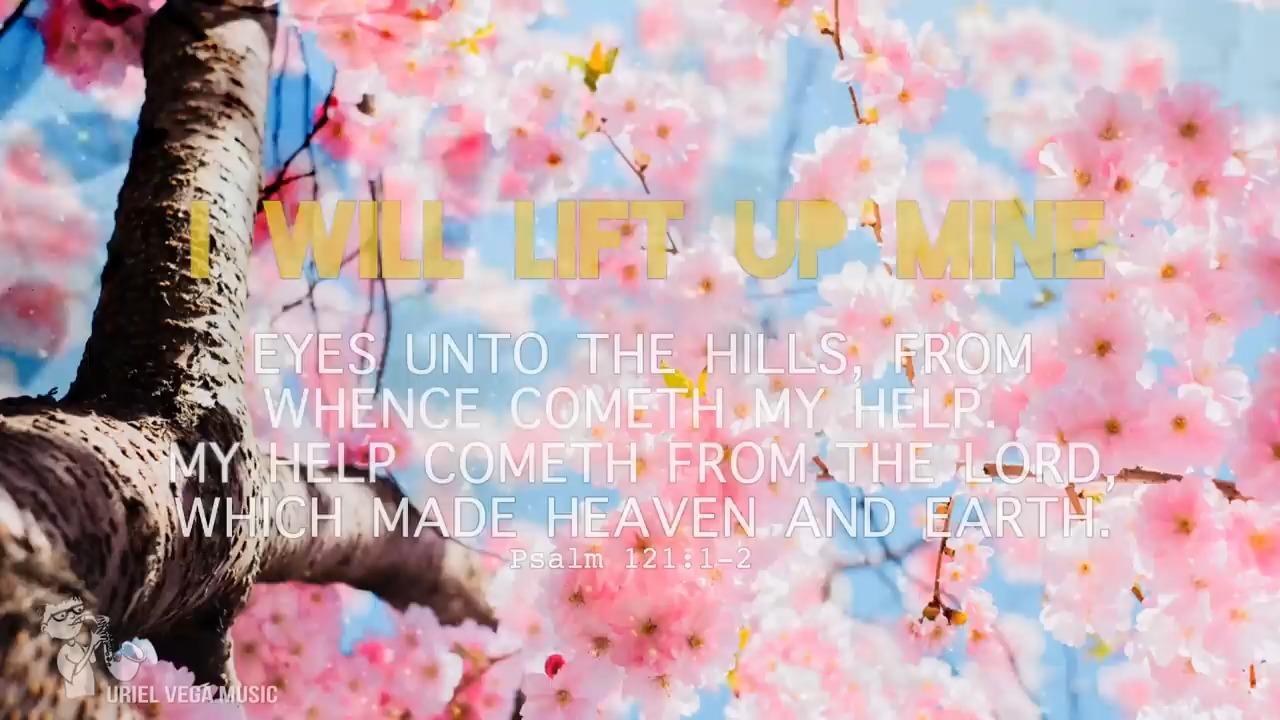 I WILL LIFT UP MINE
EYES UNTO THE HILLS, FROM
WHENCE COMETH MY HELP.
MY HELP COMETH FROM THE LORD,
WHICH MADE HEAVEN AND EARTH.
Psalm 121:1-2
URIEL VEGA MUSIC